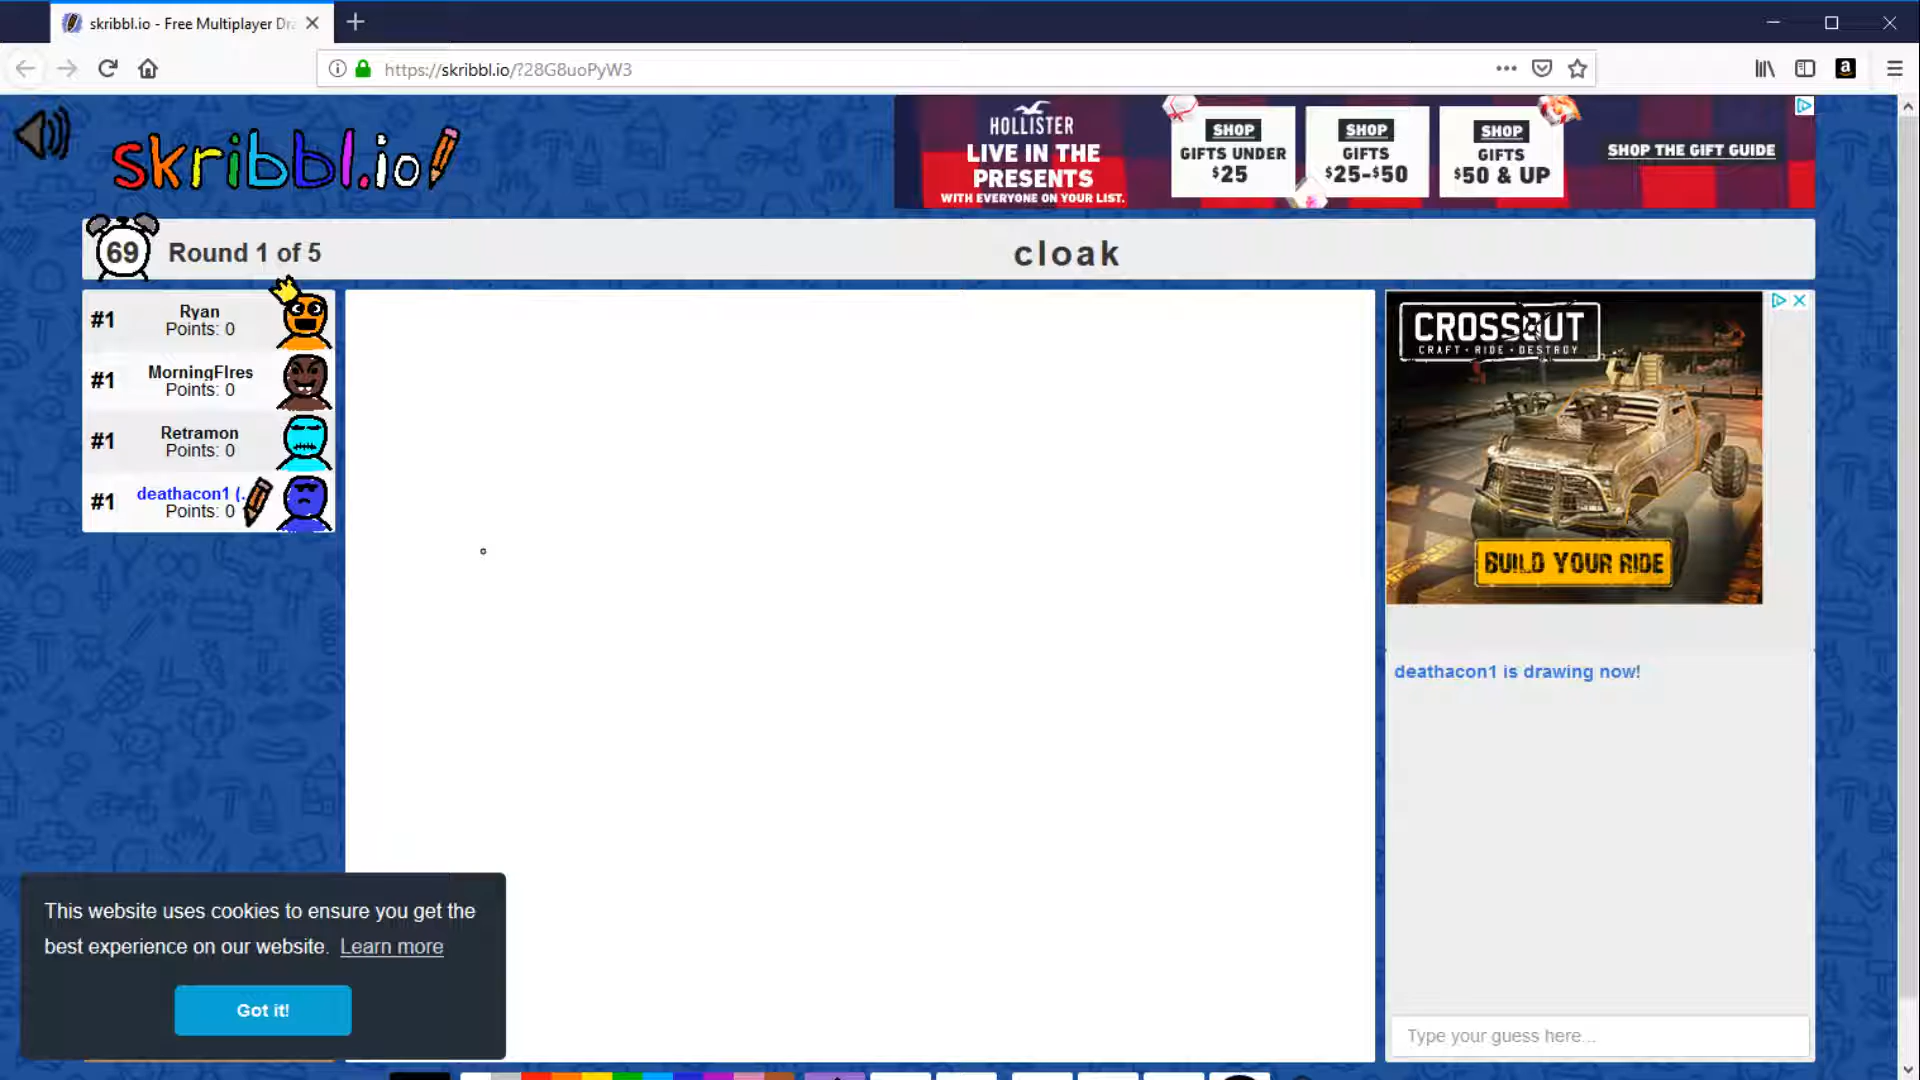 skribbl.io - Free Multiplayer Dra
https://skribbl.io/?28G8uoPyW3
skribbl.io
HOLLISTER
LIVE IN THE
PRESENTS
WITH EVERYONE ON YOUR LIST.
SHOP
GIFTS UNDER
$25
SHOP
GIFTS
$25-$50
SHOP
GIFTS
$50 & UP
SHOP THE GIFT GUIDE
69
Round 1 of 5
cloak
#1
Ryan
Points: 0
#1
MorningFIres
Points: 0
#1
Retramon
Points: 0
#1
deathacon1 (.
Points: 0
CROSSOUT
CRAFT • RIDE • DESTROY
BUILD YOUR RIDE
deathacon1 is drawing now!
Type your guess here...
This website uses cookies to ensure you get the
best experience on our website. Learn more
Got it!